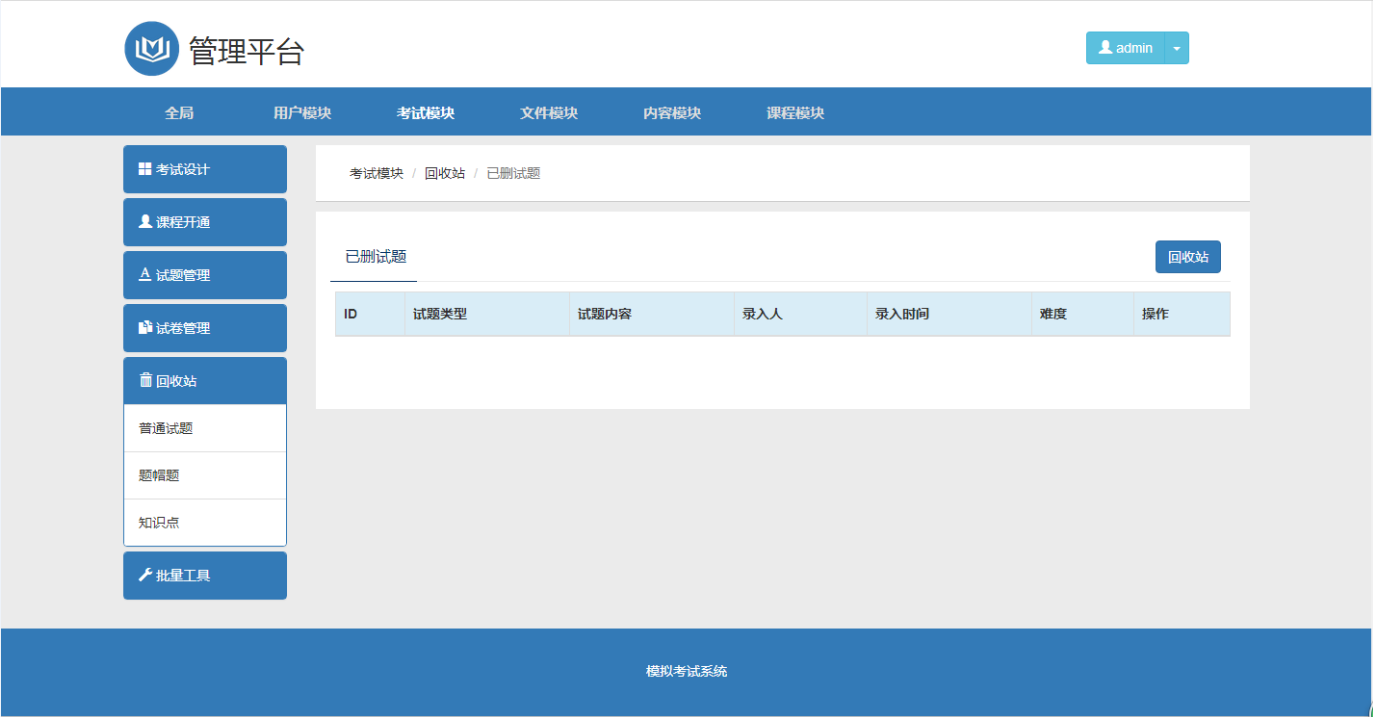 管理平台
admin
全局 用户模块 考试模块 文件模块 内容模块 课程模块
考试设计
课程开通
试题管理
试卷管理
回收站
普通试题
题帽题
知识点
批量工具
考试模块 / 回收站 / 已删试题
已删试题
回收站
ID 试题类型 试题内容 录入人 录入时间 难度 操作
模拟考试系统